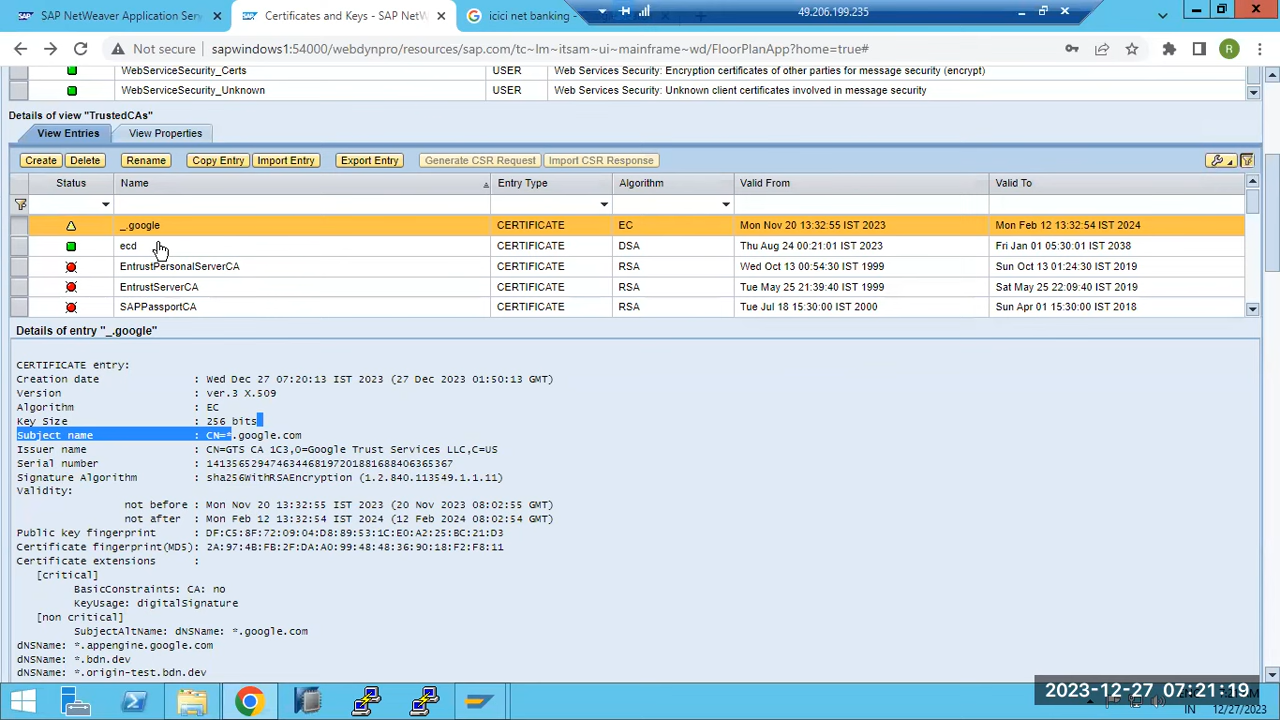 SAP NetWeaver Application Serve
Certificates and Keys - SAP NetW
icici net banking -
49.206.199.235
Not secure
sapwindows1:54000/webdynpro/resources/sap.com/tc~lm~itsam~ui~mainframe~wd/FloorPlanApp?home=true#
R
WebServiceSecurity_Certs USER Web Services Security: Encryption certificates of other parties for message security (encrypt)
WebServiceSecurity_Unknown USER Web Services Security: Unknown client certificates involved in message security
Details of view "TrustedCAs"
View Entries View Properties
Create Delete Rename Copy Entry Import Entry Export Entry Generate CSR Request Import CSR Response
Status Name Entry Type Algorithm Valid From Valid To
_.google CERTIFICATE EC Mon Nov 20 13:32:55 IST 2023 Mon Feb 12 13:32:54 IST 2024
ecd CERTIFICATE DSA Thu Aug 24 00:21:01 IST 2023 Fri Jan 01 05:30:01 IST 2038
EntrustPersonalServerCA CERTIFICATE RSA Wed Oct 13 00:54:30 IST 1999 Sun Oct 13 01:24:30 IST 2019
EntrustServerCA CERTIFICATE RSA Tue May 25 21:39:40 IST 1999 Sat May 25 22:09:40 IST 2019
SAPPassportCA CERTIFICATE RSA Tue Jul 18 15:30:00 IST 2000 Sun Apr 01 15:30:00 IST 2018
Details of entry "_.google"
CERTIFICATE entry:
Creation date : Wed Dec 27 07:20:13 IST 2023 (27 Dec 2023 01:50:13 GMT)
Version : ver.3 X.509
Algorithm : EC
Key Size : 256 bits
Subject name : CN=*.google.com
Issuer name : CN=GTS CA 1C3,O=Google Trust Services LLC,C=US
Serial number : 141356529474634468197201881688406365367
Signature Algorithm : sha256WithRSAEncryption (1.2.840.113549.1.1.11)
Validity:
not before : Mon Nov 20 13:32:55 IST 2023 (20 Nov 2023 08:02:55 GMT)
not after : Mon Feb 12 13:32:54 IST 2024 (12 Feb 2024 08:02:54 GMT)
Public key fingerprint : DF:C5:8F:72:09:04:D8:89:53:1C:E0:A2:25:BC:21:D3
Certificate fingerprint(MD5): 2A:97:4B:FB:2F:DA:A0:99:48:48:36:90:18:F2:F8:11
Certificate extensions :
[critical]
BasicConstraints: CA: no
KeyUsage: digitalSignature
[non critical]
SubjectAltName: dNSName: *.google.com
dNSName: *.appengine.google.com
dNSName: *.bdn.dev
dNSName: *.origin-test.bdn.dev
2023-12-27 07:21:19
IN 12/27/2023